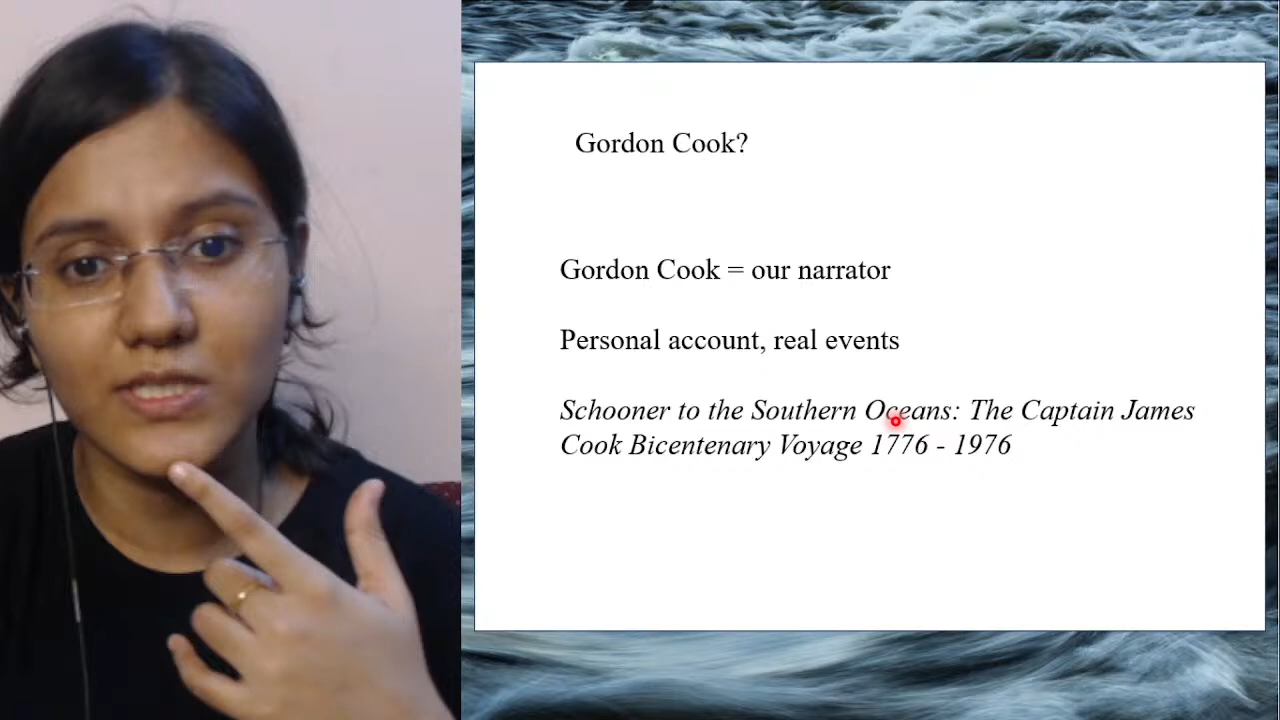 Gordon Cook?
Gordon Cook = our narrator
Personal account, real events
Schooner to the Southern Oceans: The Captain James
Cook Bicentenary Voyage 1776 - 1976